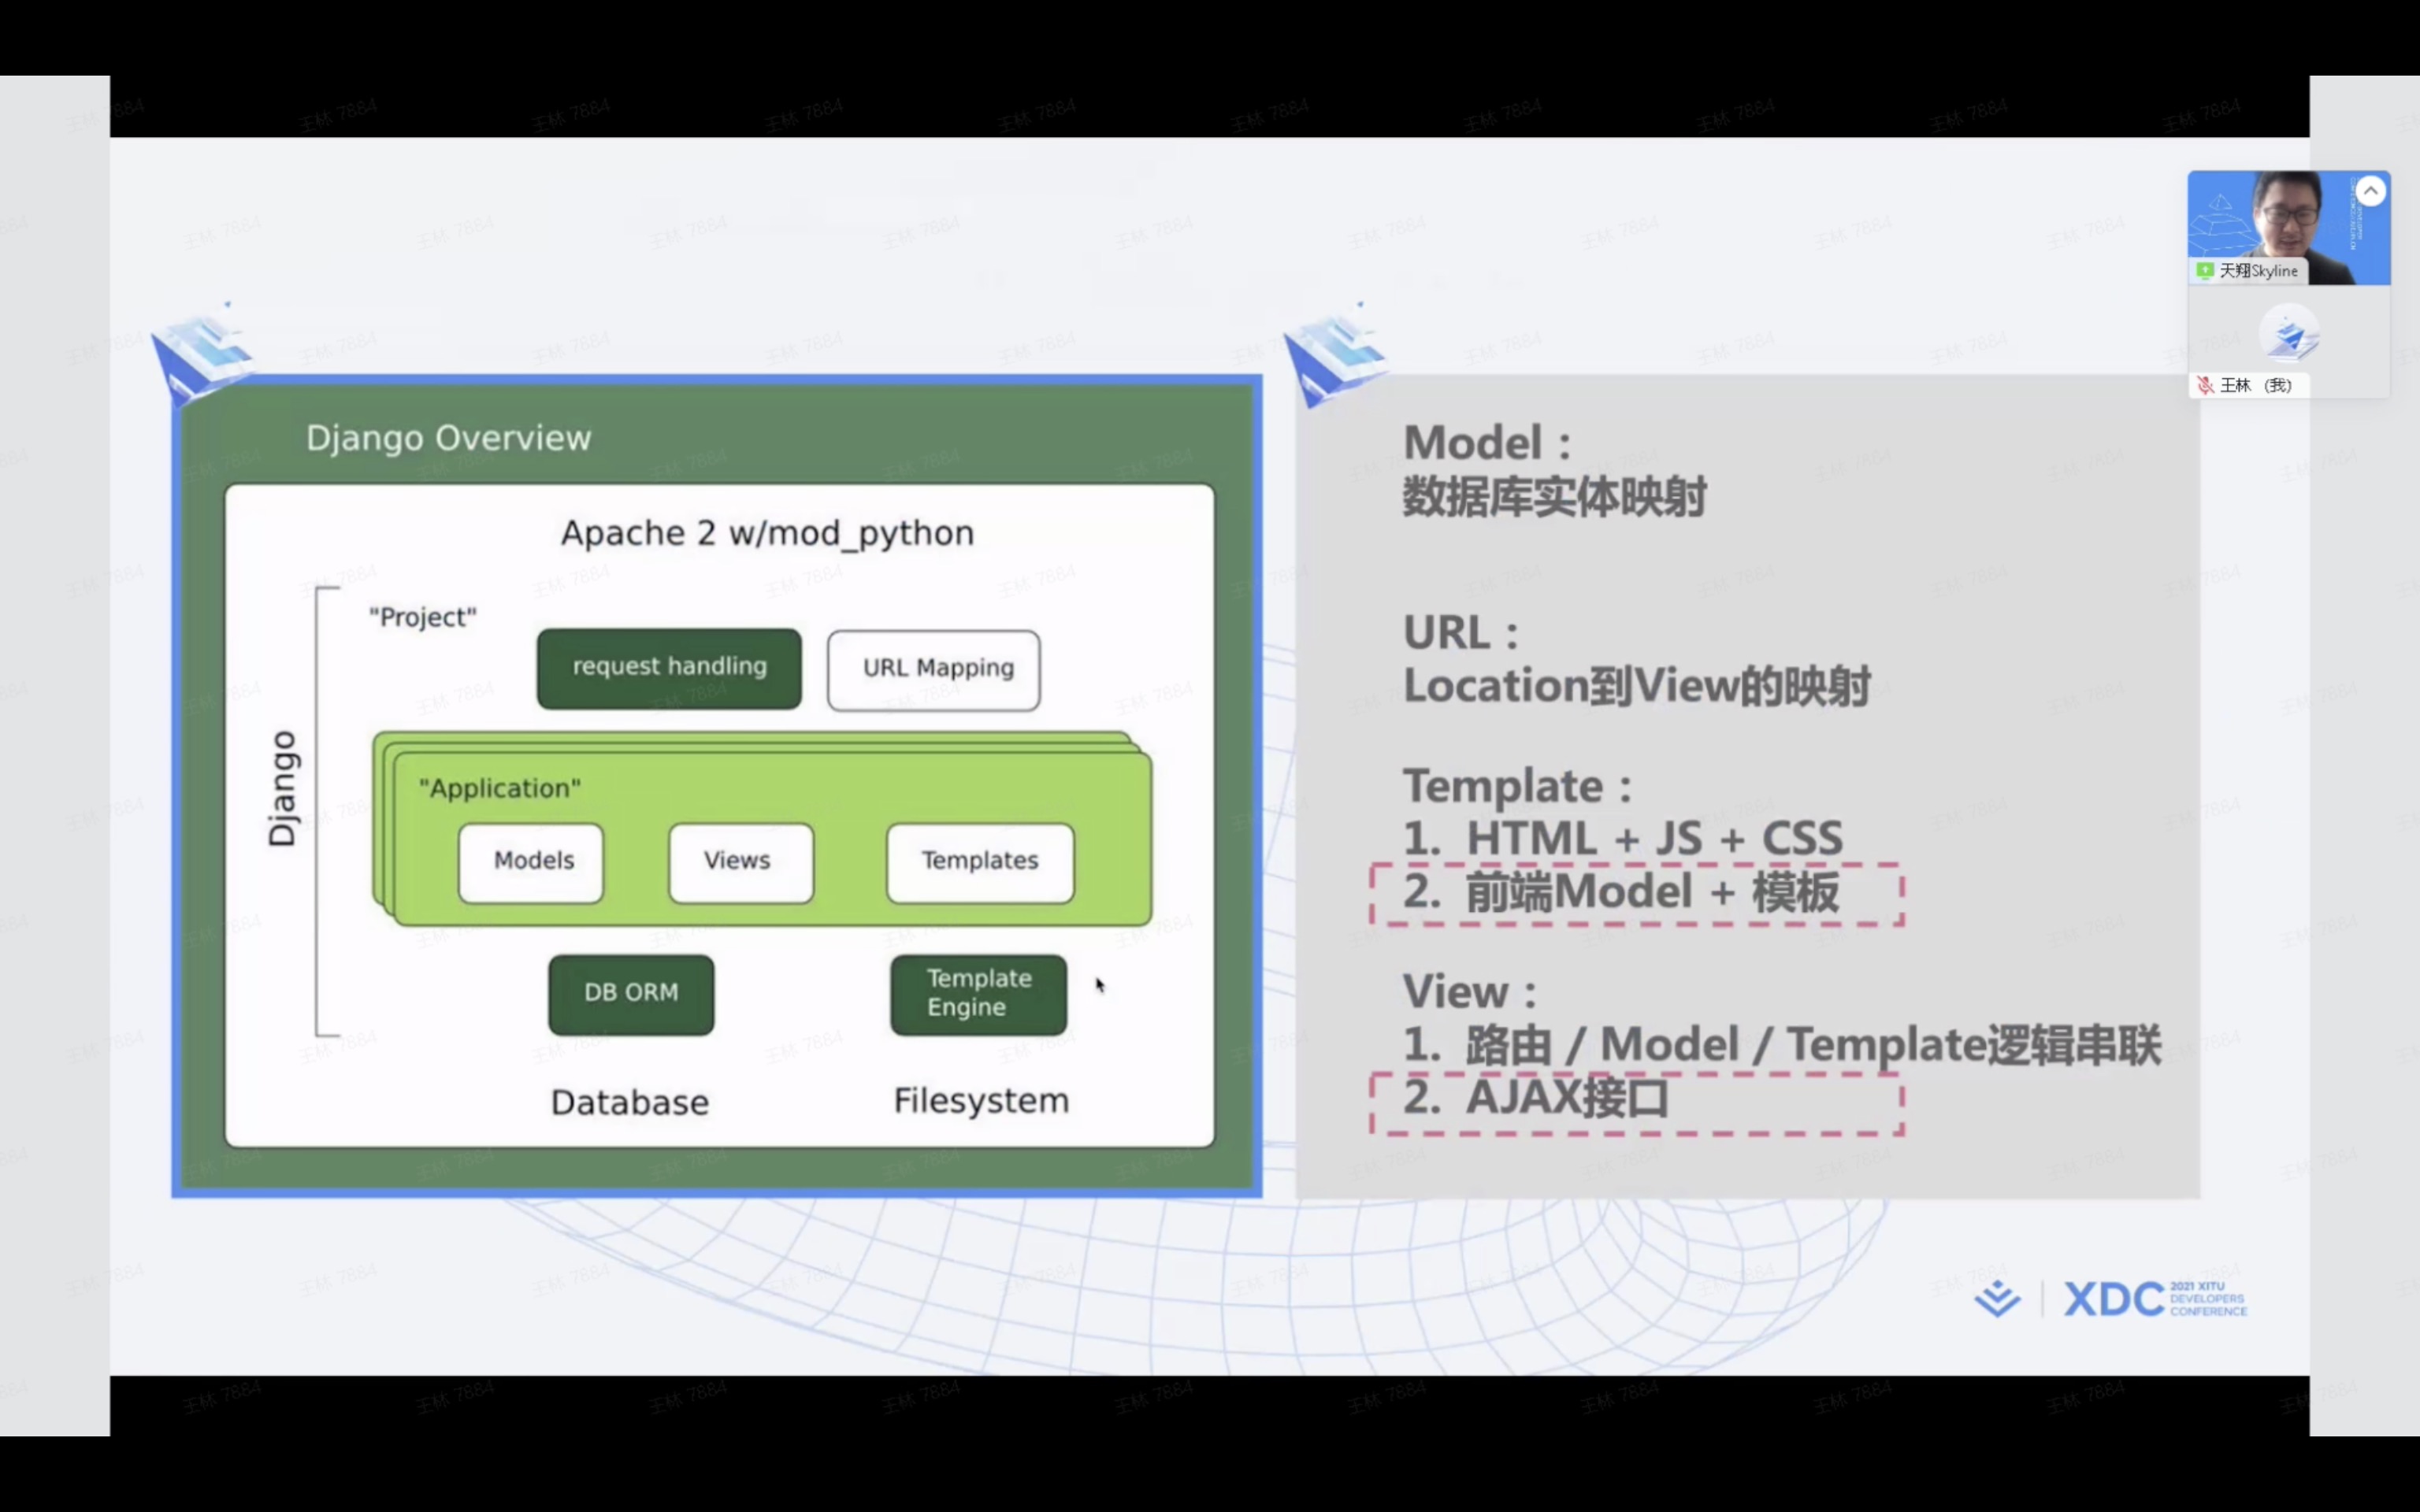 王林 7884
Django Overview
Apache 2 w/mod_python
"Project"
request handling
URL Mapping
Django
"Application"
Models
Views
Templates
DB ORM
Template
Engine
Database
Filesystem
Model：
数据库实体映射
URL：
Location到View的映射
Template：
1. HTML + JS + CSS
2. 前端Model + 模板
View：
1. 路由 / Model / Template逻辑串联
2. AJAX接口
天翔Skyline
王林 （我）
XDC
2021 XITU
DEVELOPERS
CONFERENCE